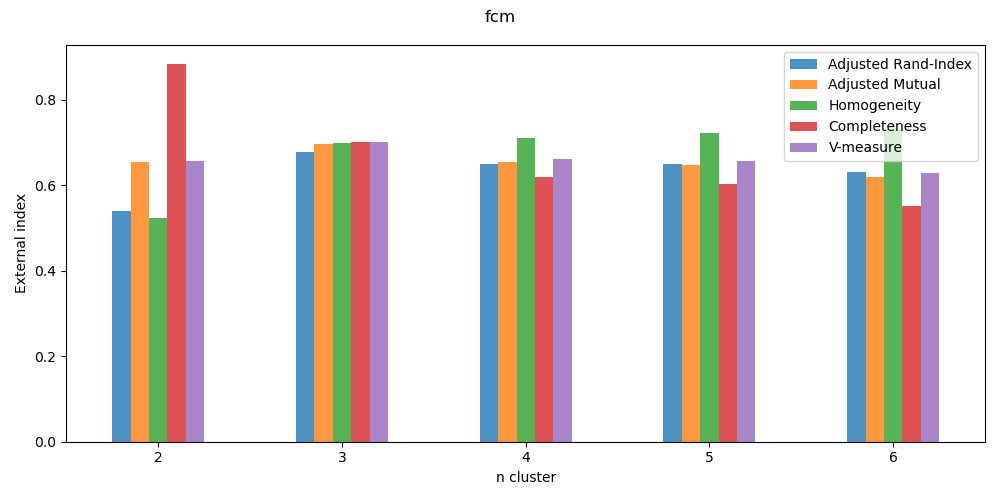 fcm
External index
0.8
0.6
0.4
0.2
0.0
Adjusted Rand-Index
Adjusted Mutual
Homogeneity
Completeness
V-measure
2
3
4
5
6
n cluster